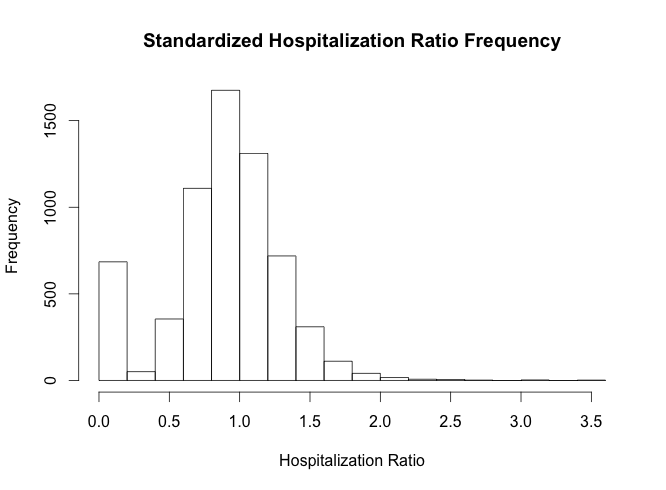 Standardized Hospitalization Ratio Frequency
Frequency
1500
1000
500
0
0.0 0.5 1.0 1.5 2.0 2.5 3.0 3.5
Hospitalization Ratio